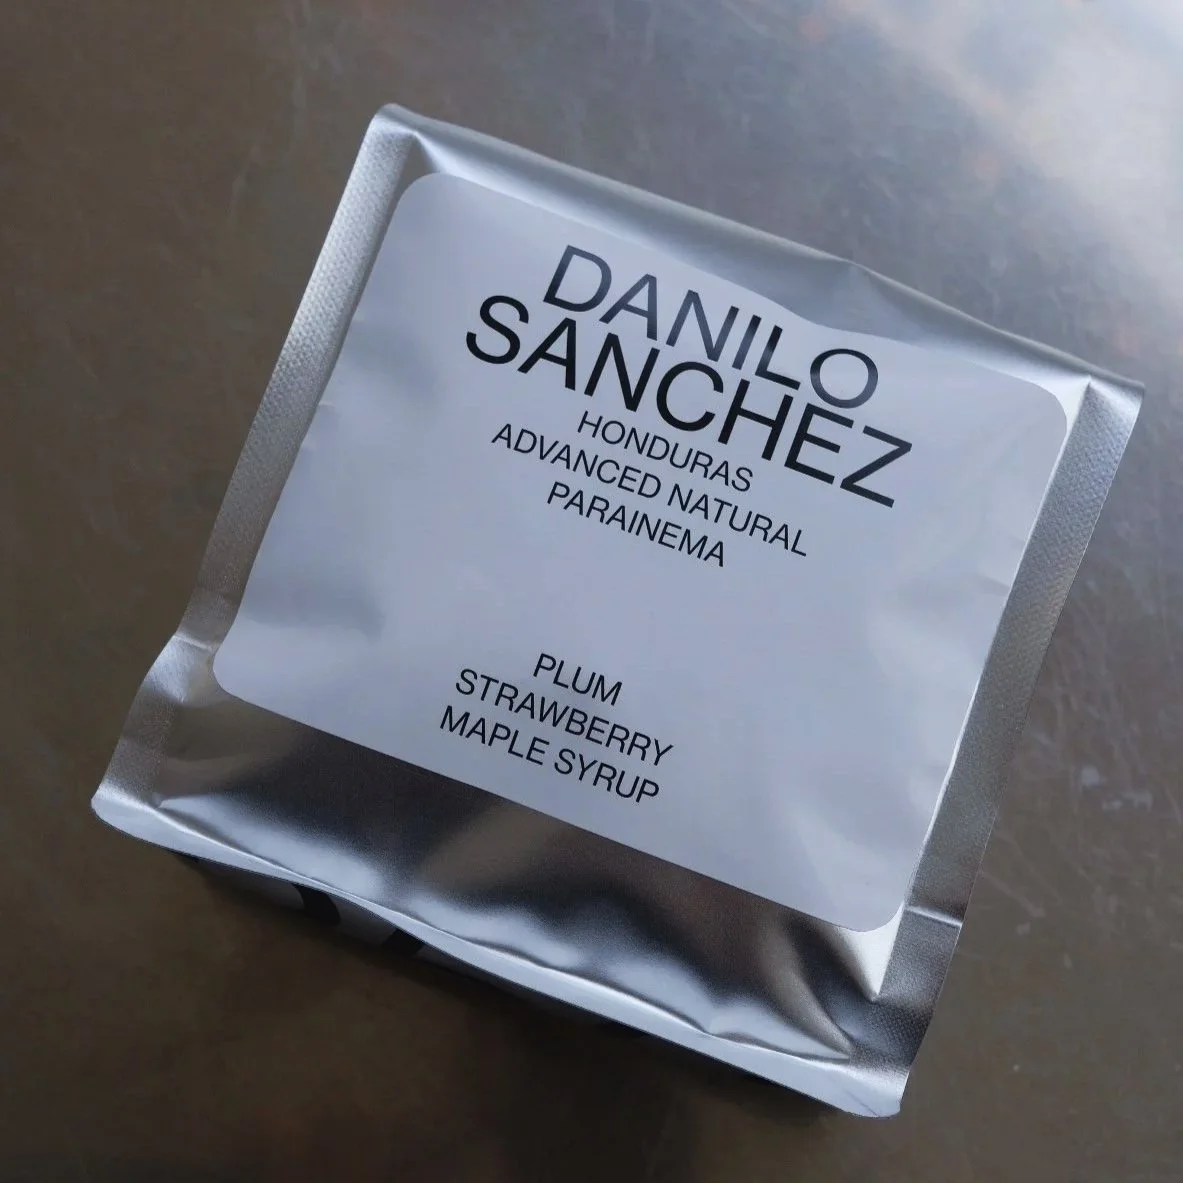 DANILO
SANCHEZ
HONDURAS
ADVANCED NATURAL
PARAINEMA
PLUM
STRAWBERRY
MAPLE SYRUP